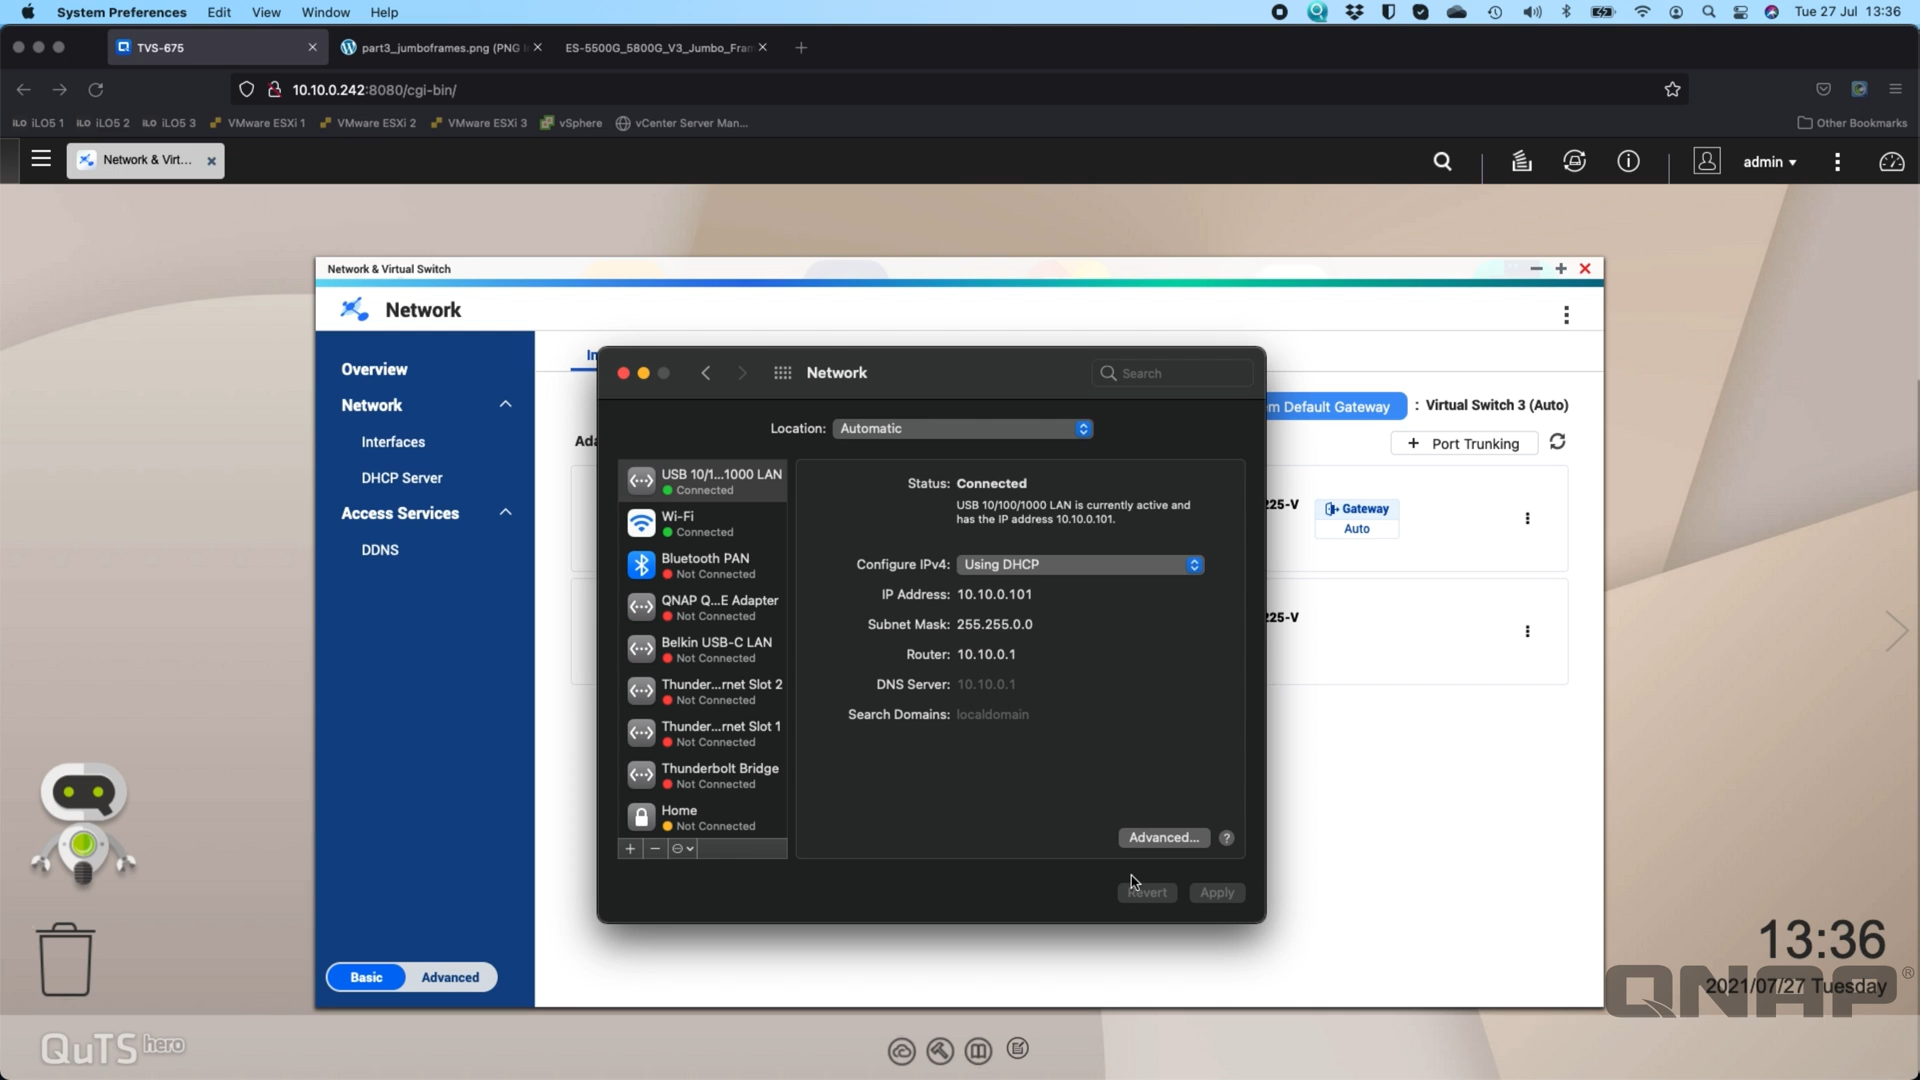 System Preferences Edit View Window Help
Tue 27 Jul 13:36
TVS-675
part3_jumboframes.png (PNG
ES-5500G_5800G_V3_Jumbo_Fram
10.10.0.242:8080/cgi-bin/
iLO iLO5 1 iLO iLO5 2 iLO iLO5 3 VMware ESXi 1 VMware ESXi 2 VMware ESXi 3 vSphere vCenter Server Man...
Other Bookmarks
Network & Virt...
admin
Network & Virtual Switch
Network
Overview
Network
Interfaces
DHCP Server
Access Services
DDNS
Basic Advanced
In
Ada
m Default Gateway : Virtual Switch 3 (Auto)
+ Port Trunking
225-V
Gateway
Auto
225-V
Network
Search
Location: Automatic
USB 10/1...1000 LAN
Connected
Wi-Fi
Connected
Bluetooth PAN
Not Connected
QNAP Q...E Adapter
Not Connected
Belkin USB-C LAN
Not Connected
Thunder...rnet Slot 2
Not Connected
Thunder...rnet Slot 1
Not Connected
Thunderbolt Bridge
Not Connected
Home
Not Connected
Status: Connected
USB 10/100/1000 LAN is currently active and
has the IP address 10.10.0.101.
Configure IPv4: Using DHCP
IP Address: 10.10.0.101
Subnet Mask: 255.255.0.0
Router: 10.10.0.1
DNS Server: 10.10.0.1
Search Domains: localdomain
Advanced... ?
Revert Apply
13:36
2021/07/27 Tuesday
QNAP®
QuTS hero